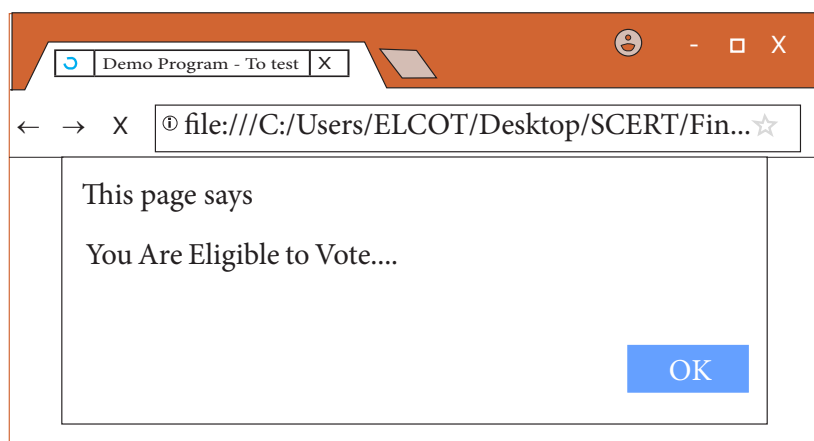 Demo Program - To test X
- X
← → X file:///C:/Users/ELCOT/Desktop/SCERT/Fin...
This page says
You Are Eligible to Vote....
OK